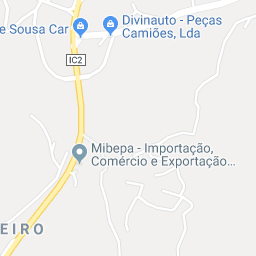 Divinauto - Peças
e Sousa Car
Camiões, Lda
IC2
Mibepa - Importação,
Comércio e Exportação...
EIRO